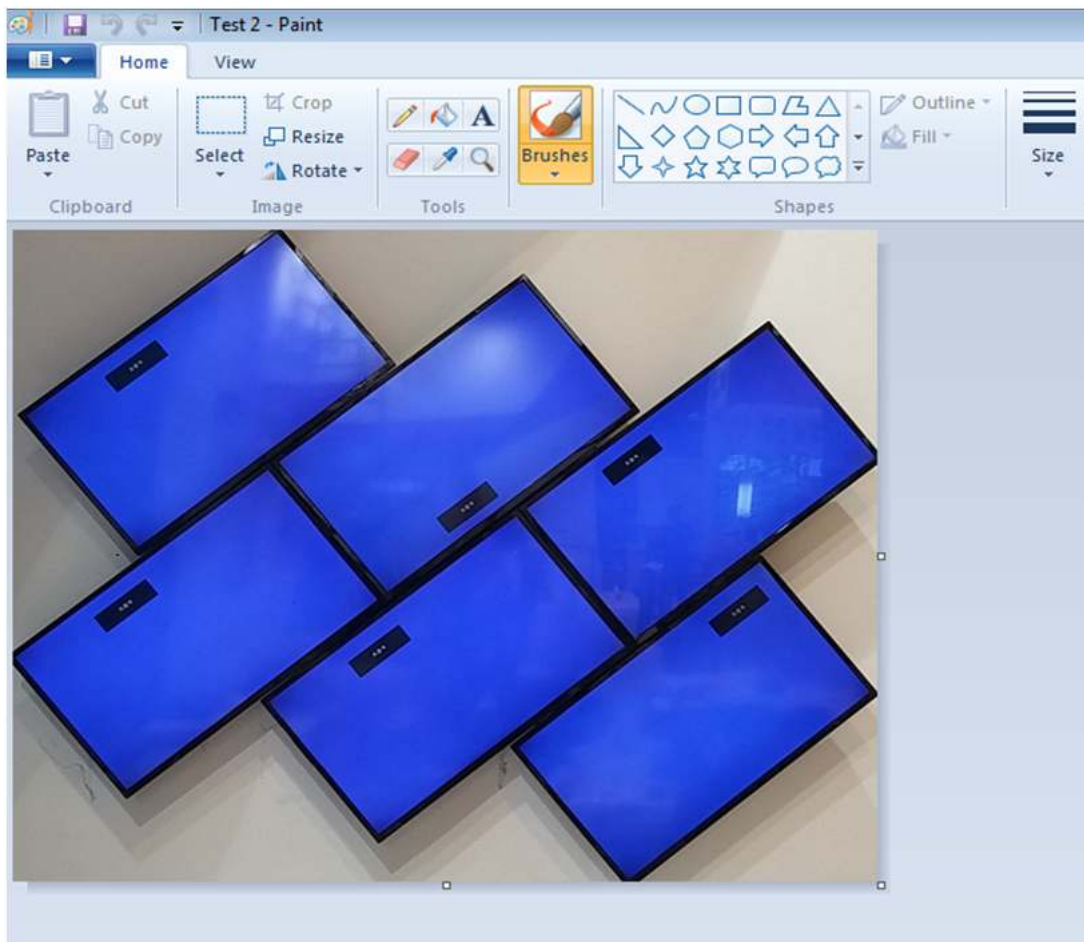 Test 2 - Paint
Home View
Cut
Copy
Paste
Clipboard
Crop
Resize
Rotate
Select
Image
A
Tools
Brushes
Shapes
Outline
Fill
Size